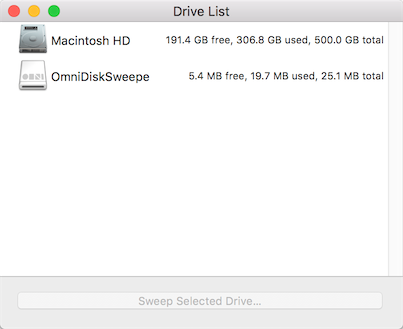 Drive List
Macintosh HD 191.4 GB free, 306.8 GB used, 500.0 GB total
OmniDiskSweepe 5.4 MB free, 19.7 MB used, 25.1 MB total
Sweep Selected Drive...